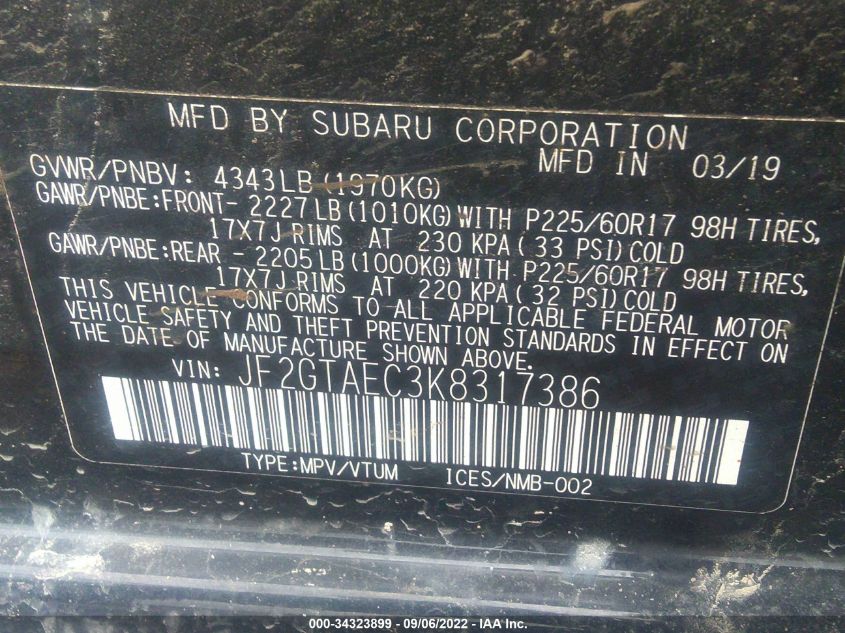 MFD BY SUBARU CORPORATION
MFD IN 03/19
GVWR/PNBV: 4343LB (1970KG)
GAWR/PNBE:FRONT- 2227LB(1010KG)WITH P225/60R17 98H TIRES,
17X7J RIMS AT 230 KPA(33 PSI)COLD
GAWR/PNBE:REAR -2205LB(1000KG)WITH P225/60R17 98H TIRES,
17X7J RIMS AT 220 KPA(32 PSI)COLD
THIS VEHICLE CONFORMS TO ALL APPLICABLE FEDERAL MOTOR
VEHICLE SAFETY AND THEFT PREVENTION STANDARDS IN EFFECT ON
THE DATE OF MANUFACTURE SHOWN ABOVE.
VIN: JF2GTAEC3K8317386
TYPE:MPV/VTUM ICES/NMB-002
000-34323899 - 09/06/2022 - IAA Inc.